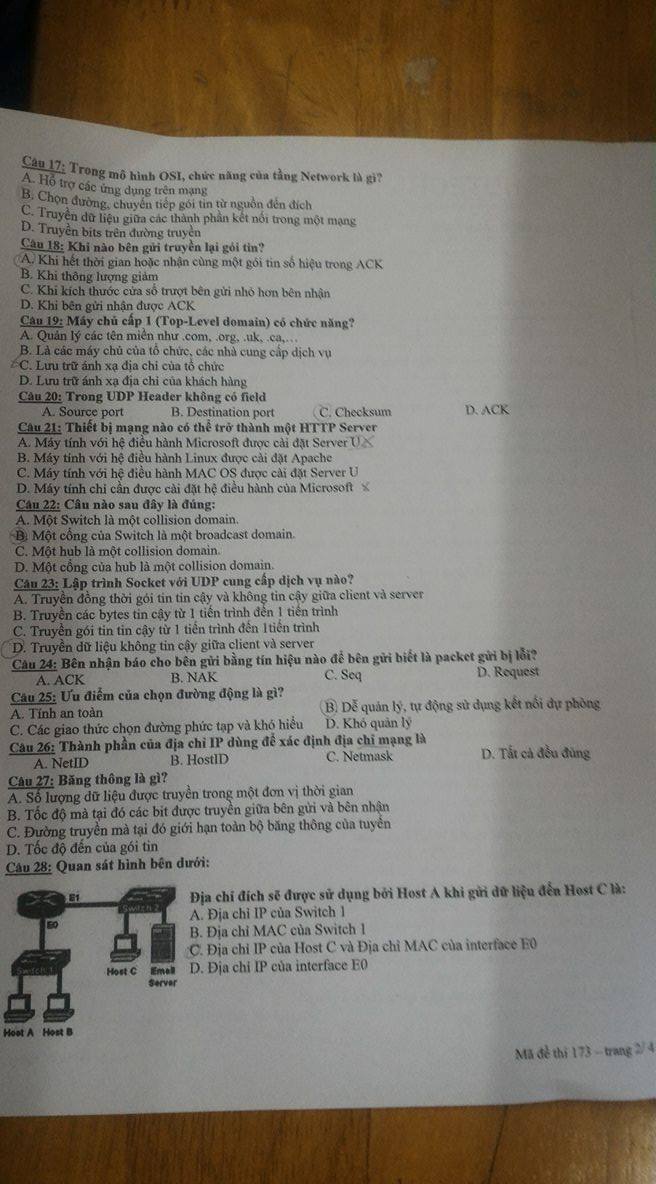 Câu 17: Trong mô hình OSI, chức năng của tầng Network là gì?
A. Hỗ trợ các ứng dụng trên mạng
B. Chọn đường, chuyển tiếp gói tin từ nguồn đến đích
C. Truyền dữ liệu giữa các thành phần kết nối trong một mạng
D. Truyền bits trên đường truyền
Câu 18: Khi nào bên gửi truyền lại gói tin?
A. Khi hết thời gian hoặc nhận cùng một gói tin số hiệu trong ACK
B. Khi thông lượng giảm
C. Khi kích thước cửa sổ trượt bên gửi nhỏ hơn bên nhận
D. Khi bên gửi nhận được ACK
Câu 19: Máy chủ cấp 1 (Top-Level domain) có chức năng?
A. Quản lý các tên miền như .com, .org, .uk, .ca,…
B. Là các máy chủ của tổ chức, các nhà cung cấp dịch vụ
C. Lưu trữ ánh xạ địa chỉ của tổ chức
D. Lưu trữ ánh xạ địa chỉ của khách hàng
Câu 20: Trong UDP Header không có field
A. Source port B. Destination port C. Checksum D. ACK
Câu 21: Thiết bị mạng nào có thể trở thành một HTTP Server
A. Máy tính với hệ điều hành Microsoft được cài đặt Server U
B. Máy tính với hệ điều hành Linux được cài đặt Apache
C. Máy tính với hệ điều hành MAC OS được cài đặt Server U
D. Máy tính chỉ cần được cài đặt hệ điều hành của Microsoft
Câu 22: Câu nào sau đây là đúng:
A. Một Switch là một collision domain.
B. Một cổng của Switch là một broadcast domain.
C. Một hub là một collision domain.
D. Một cổng của hub là một collision domain.
Câu 23: Lập trình Socket với UDP cung cấp dịch vụ nào?
A. Truyền đồng thời gói tin tin cậy và không tin cậy giữa client và server
B. Truyền các bytes tin cậy từ 1 tiến trình đến 1 tiến trình
C. Truyền gói tin tin cậy từ 1 tiến trình đến 1tiến trình
D. Truyền dữ liệu không tin cậy giữa client và server
Câu 24: Bên nhận báo cho bên gửi bằng tín hiệu nào để bên gửi biết là packet gửi bị lỗi?
A. ACK B. NAK C. Seq D. Request
Câu 25: Ưu điểm của chọn đường động là gì?
A. Tính an toàn B. Dễ quản lý, tự động sử dụng kết nối dự phòng
C. Các giao thức chọn đường phức tạp và khó hiểu D. Khó quản lý
Câu 26: Thành phần của địa chỉ IP dùng để xác định địa chỉ mạng là
A. NetID B. HostID C. Netmask D. Tất cả đều đúng
Câu 27: Băng thông là gì?
A. Số lượng dữ liệu được truyền trong một đơn vị thời gian
B. Tốc độ mà tại đó các bit được truyền giữa bên gửi và bên nhận
C. Đường truyền mà tại đó giới hạn toàn bộ băng thông của tuyến
D. Tốc độ đến của gói tin
Câu 28: Quan sát hình bên dưới:
E1
Switch 2
E0
Switch 1
Host C Email
Server
Host A Host B
Địa chỉ đích sẽ được sử dụng bởi Host A khi gửi dữ liệu đến Host C là:
A. Địa chỉ IP của Switch 1
B. Địa chỉ MAC của Switch 1
C. Địa chỉ IP của Host C và Địa chỉ MAC của interface E0
D. Địa chỉ IP của interface E0
Mã đề thi 173 - trang 2/ 4